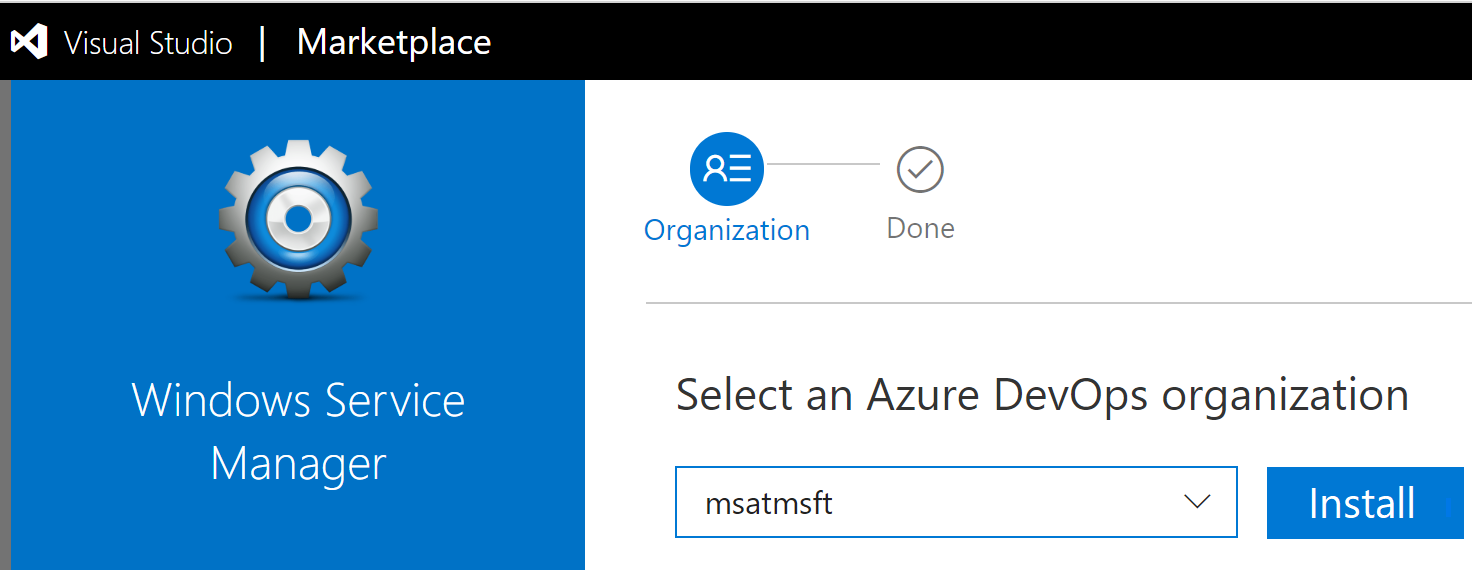 Visual Studio | Marketplace
Windows Service
Manager
Organization
Done
Select an Azure DevOps organization
msatmsft
Install